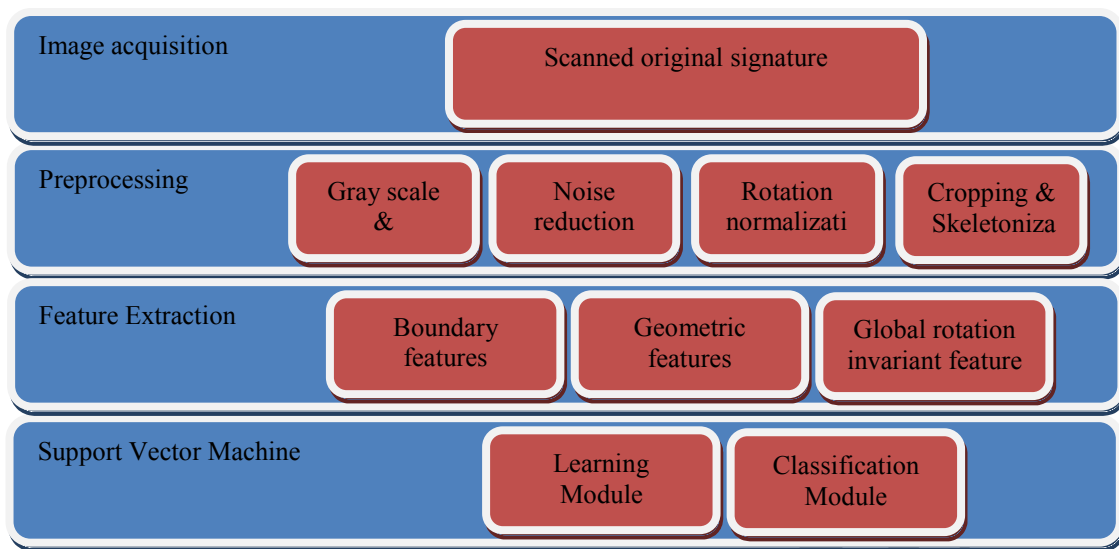 Image acquisition
Scanned original signature
Preprocessing
Gray scale
&
Noise
reduction
Rotation
normalizati
Cropping &
Skeletoniza
Feature Extraction
Boundary
features
Geometric
features
Global rotation
invariant feature
Support Vector Machine
Learning
Module
Classification
Module